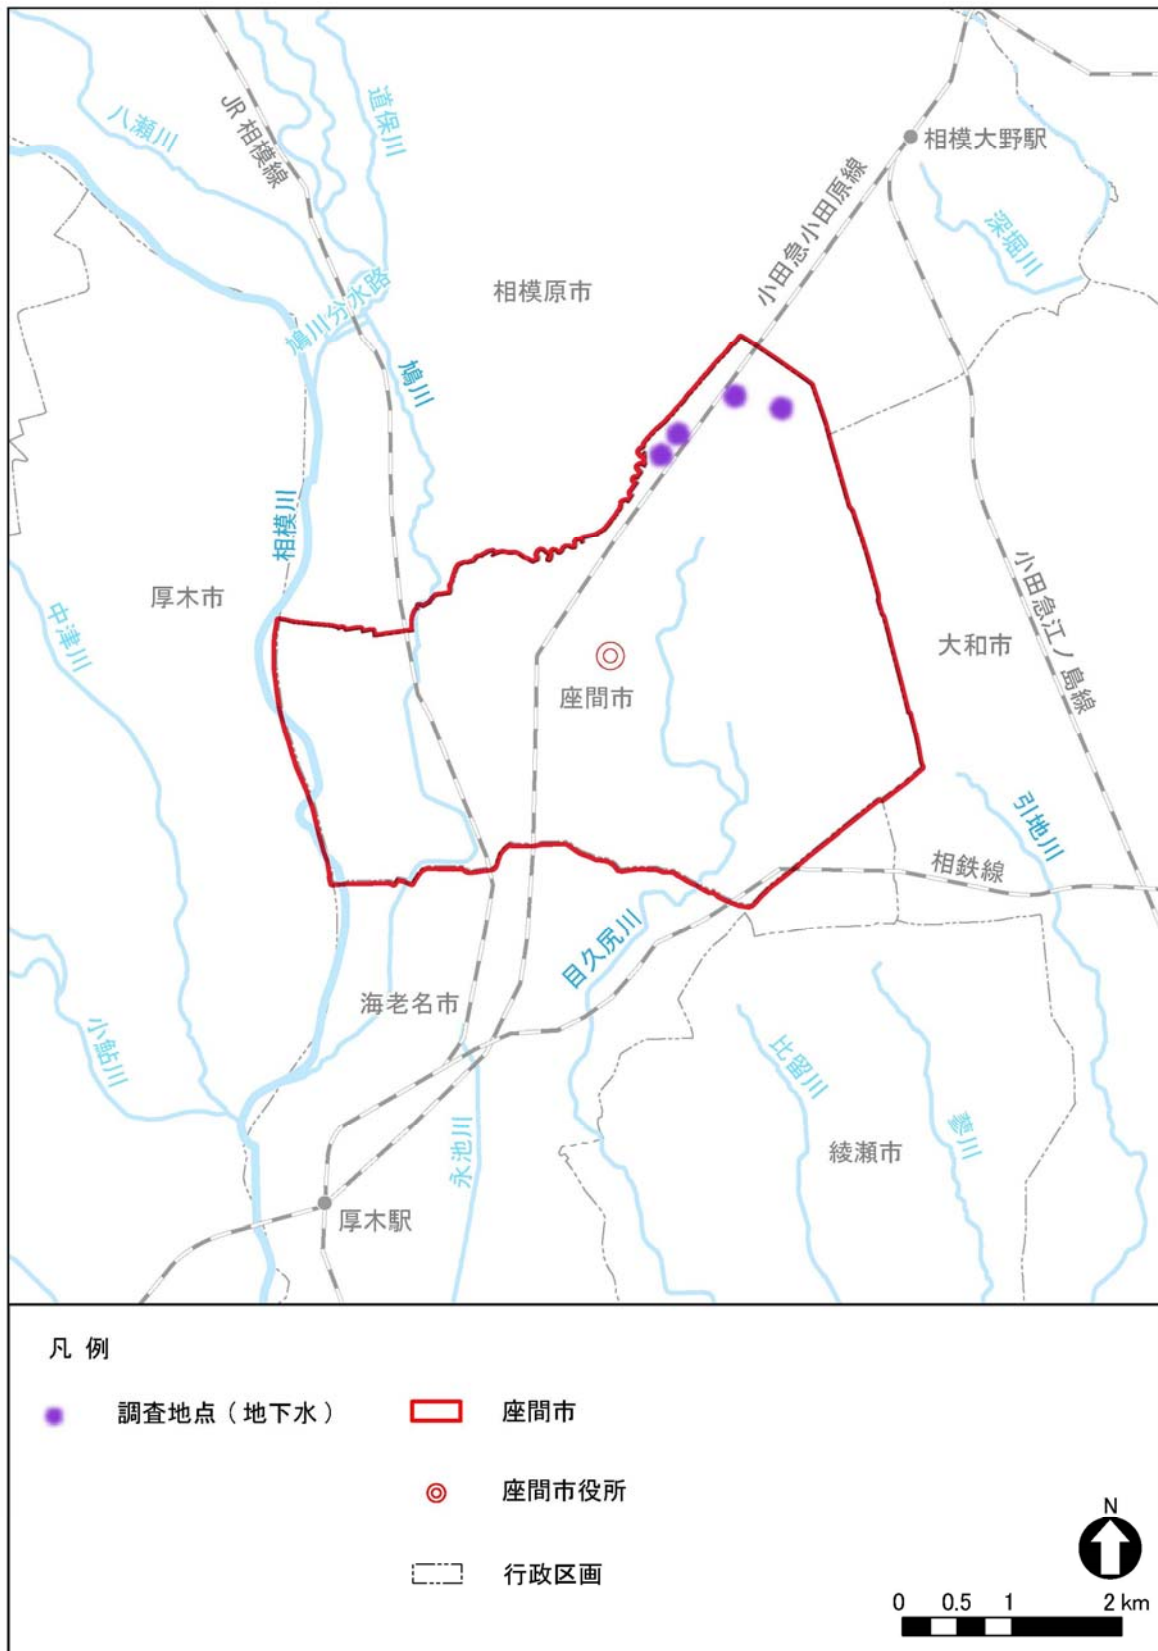 八瀬川
JR 相模線
道保川
相模大野駅
小田急小田原線
深堀川
相模原市
鳩川分水路
鳩川
相模川
厚木市
中津川
小田急江ノ島線
大和市
座間市
引地川
相鉄線
目久尻川
海老名市
小鮎川
比留川
蓼川
永池川
綾瀬市
厚木駅
凡 例
調査地点（地下水）
座間市
座間市役所
行政区画
N
0 0.5 1 2 km